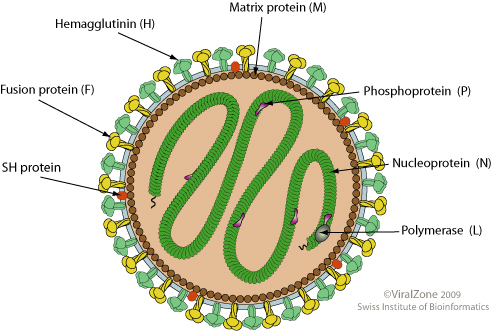 Matrix protein (M)
Hemagglutinin (H)
Fusion protein (F)
Phosphoprotein (P)
SH protein
Nucleoprotein (N)
Polymerase (L)
©ViralZone 2009
Swiss Institute of Bioinformatics